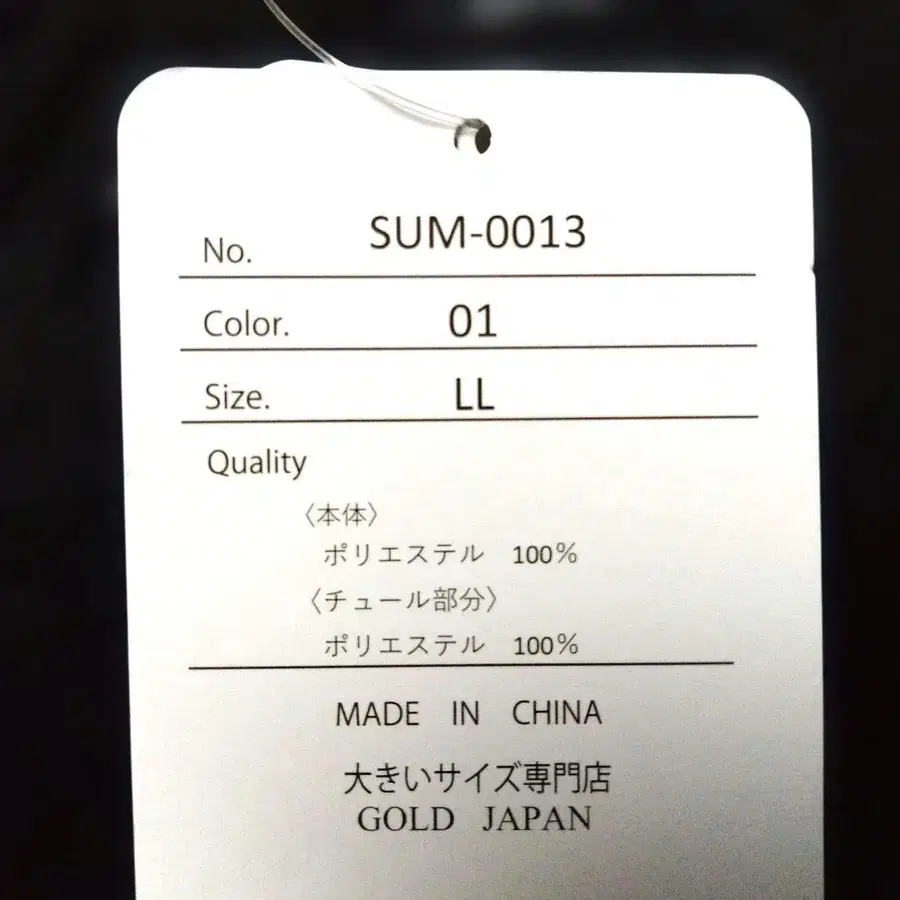 No. SUM-0013
Color. 01
Size. LL
Quality
〈本体〉
ポリエステル 100%
〈チュール部分〉
ポリエステル 100%
MADE IN CHINA
大きいサイズ専門店
GOLD JAPAN